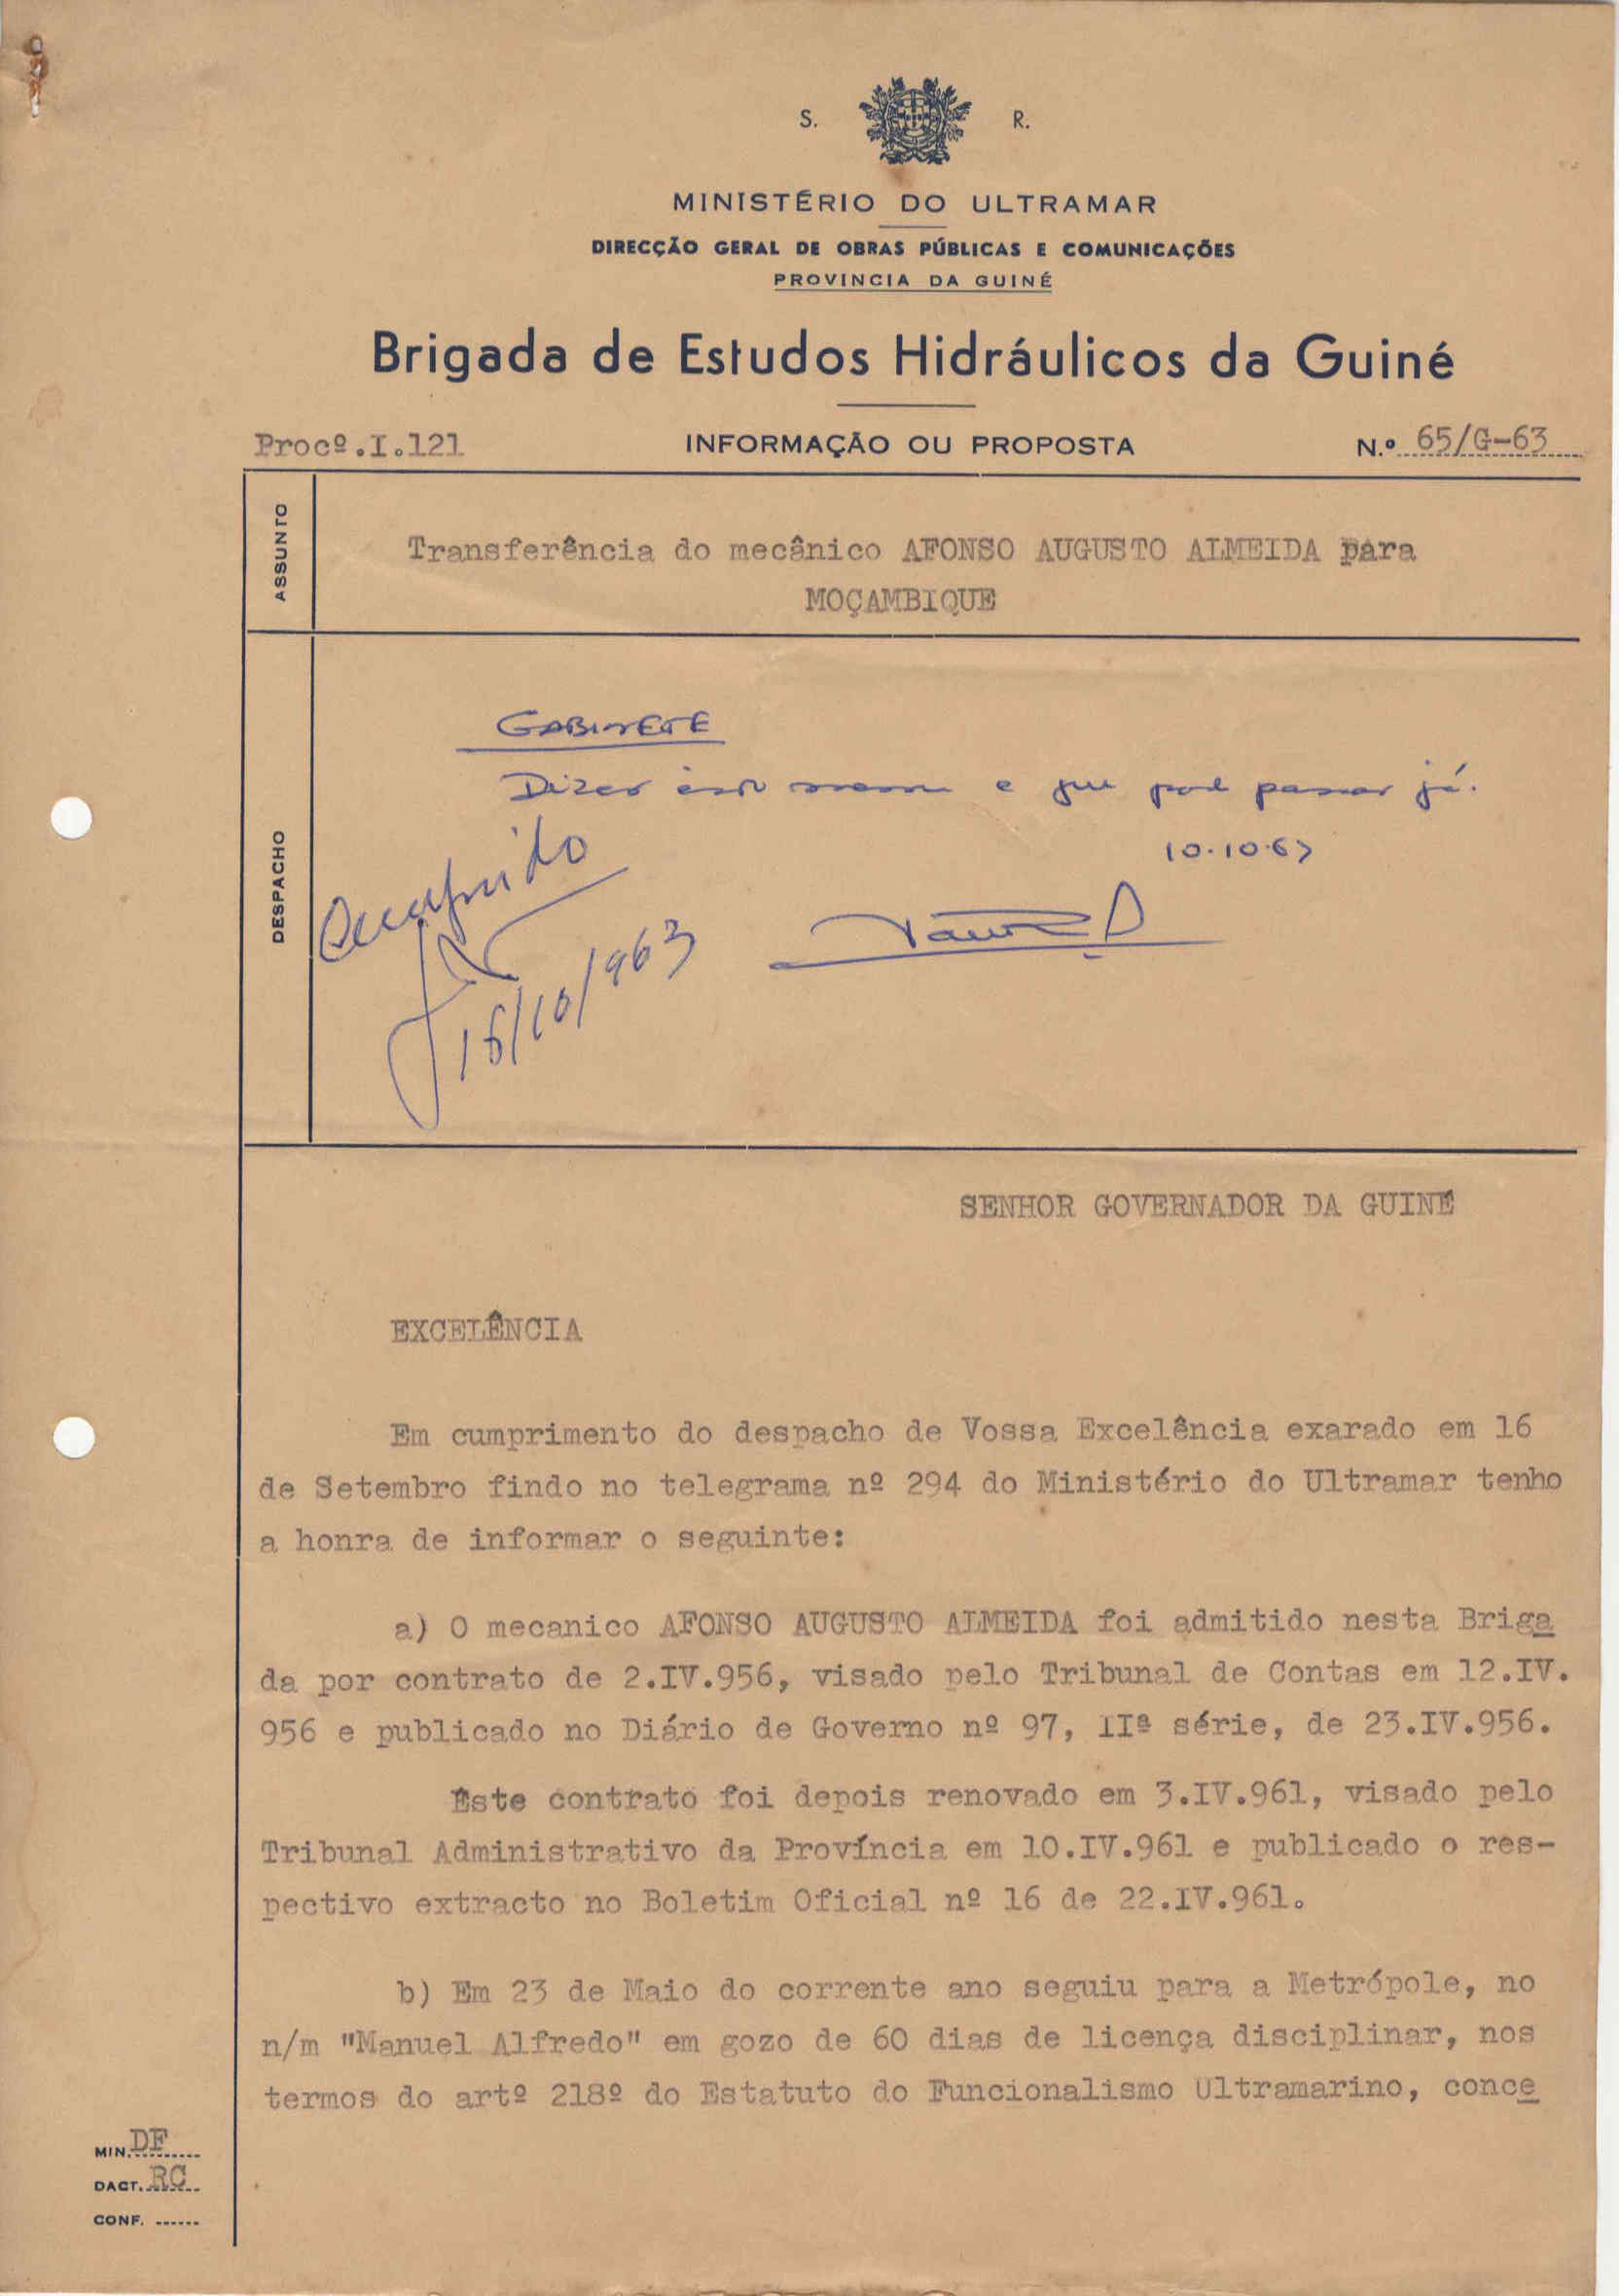 S. R.
MINISTÉRIO DO ULTRAMAR
DIRECÇÃO GERAL DE OBRAS PÚBLICAS E COMUNICAÇÕES
PROVINCIA DA GUINÉ
Brigada de Estudos Hidráulicos da Guiné
Procº.I.121 INFORMAÇÃO OU PROPOSTA N.º 65/G-63
ASSUNTO
Transferência do mecânico AFONSO AUGUSTO ALMEIDA para
MOÇAMBIQUE
DESPACHO
GABINETE
Dizer isso mesmo e que pode passar já.
10.10.63
Cumprido
16/10/963
SENHOR GOVERNADOR DA GUINÉ
EXCELÊNCIA
Em cumprimento do despacho de Vossa Excelência exarado em 16
de Setembro findo no telegrama nº 294 do Ministério do Ultramar tenho
a honra de informar o seguinte:
a) O mecanico AFONSO AUGUSTO ALMEIDA foi admitido nesta Briga
da por contrato de 2.IV.956, visado pelo Tribunal de Contas em 12.IV.
956 e publicado no Diário de Governo nº 97, IIª série, de 23.IV.956.
Êste contrato foi depois renovado em 3.IV.961, visado pelo
Tribunal Administrativo da Província em 10.IV.961 e publicado o res-
pectivo extracto no Boletim Oficial nº 16 de 22.IV.961.
b) Em 23 de Maio do corrente ano seguiu para a Metrópole, no
n/m "Manuel Alfredo" em gozo de 60 dias de licença disciplinar, nos
termos do artº 218º do Estatuto do Funcionalismo Ultramarino, conce
MIN. DF
DACT. RC
CONF. ......